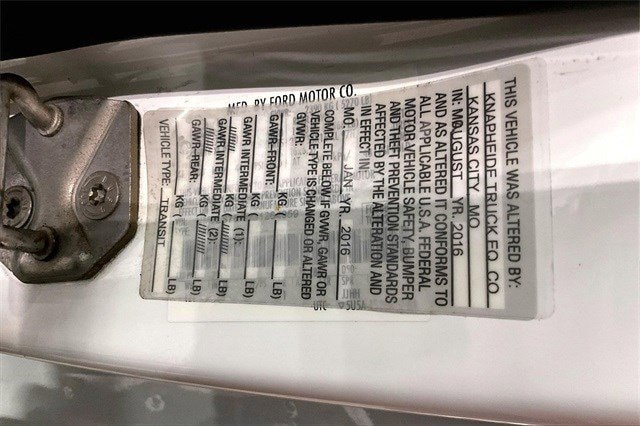 MFD. BY FORD MOTOR CO.
THIS VEHICLE WAS ALTERED BY:
KNAPHEIDE TRUCK EQ. CO.
KANSAS CITY, MO
IN: MO AUGUST YR. 2016
AND AS ALTERED IT CONFORMS TO
ALL APPLICABLE U.S.A. FEDERAL
MOTOR-VEHICLE SAFETY, BUMPER
AND THEFT PREVENTION STANDARDS
AFFECTED BY THE ALTERATION AND
IN EFFECT IN:
MO. JAN. YR. 2016
COMPLETE BELOW IF GVWR, GAWR OR
VEHICLE TYPE IS CHANGED OR ALTERED
GVWR: KG ( LB)
GAWR-FRONT: KG ( LB)
GAWR INTERMEDIATE (1): KG ( LB)
GAWR INTERMEDIATE (2): KG ( LB)
GAWR-REAR: KG ( LB)
VEHICLE TYPE: TRANSIT